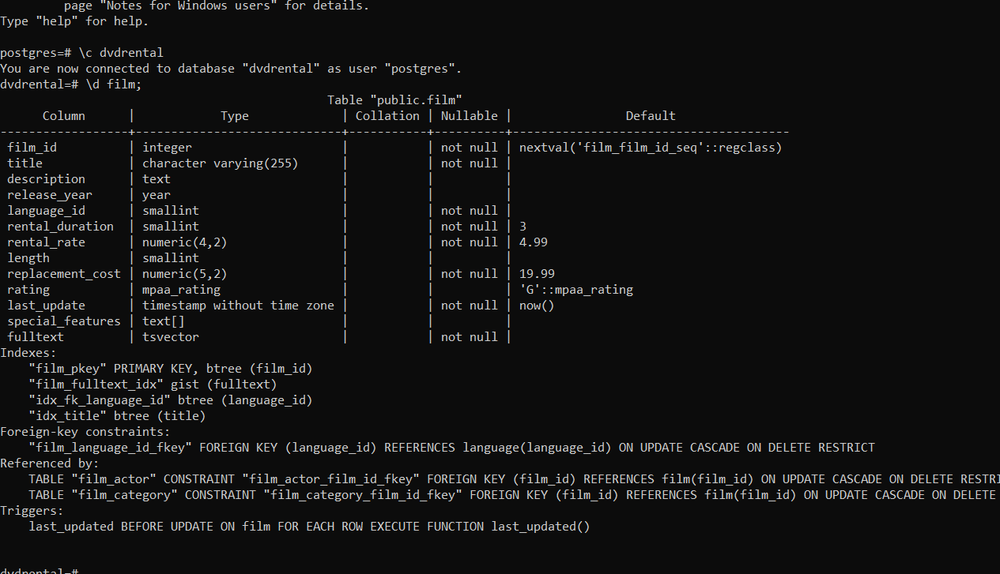 page "Notes for Windows users" for details.
Type "help" for help.
postgres=# \c dvdrental
You are now connected to database "dvdrental" as user "postgres".
dvdrental=# \d film;
Table "public.film"
Column | Type | Collation | Nullable | Default
------------------+-----------------------------+-----------+----------+---------------------------------------
film_id | integer | | not null | nextval('film_film_id_seq'::regclass)
title | character varying(255) | | not null |
description | text | | |
release_year | year | | |
language_id | smallint | | not null |
rental_duration | smallint | | not null | 3
rental_rate | numeric(4,2) | | not null | 4.99
length | smallint | | |
replacement_cost | numeric(5,2) | | not null | 19.99
rating | mpaa_rating | | | 'G'::mpaa_rating
last_update | timestamp without time zone | | not null | now()
special_features | text[] | | |
fulltext | tsvector | | not null |
Indexes:
"film_pkey" PRIMARY KEY, btree (film_id)
"film_fulltext_idx" gist (fulltext)
"idx_fk_language_id" btree (language_id)
"idx_title" btree (title)
Foreign-key constraints:
"film_language_id_fkey" FOREIGN KEY (language_id) REFERENCES language(language_id) ON UPDATE CASCADE ON DELETE RESTRICT
Referenced by:
TABLE "film_actor" CONSTRAINT "film_actor_film_id_fkey" FOREIGN KEY (film_id) REFERENCES film(film_id) ON UPDATE CASCADE ON DELETE RESTRI
TABLE "film_category" CONSTRAINT "film_category_film_id_fkey" FOREIGN KEY (film_id) REFERENCES film(film_id) ON UPDATE CASCADE ON DELETE
Triggers:
last_updated BEFORE UPDATE ON film FOR EACH ROW EXECUTE FUNCTION last_updated()
dvdrental=#